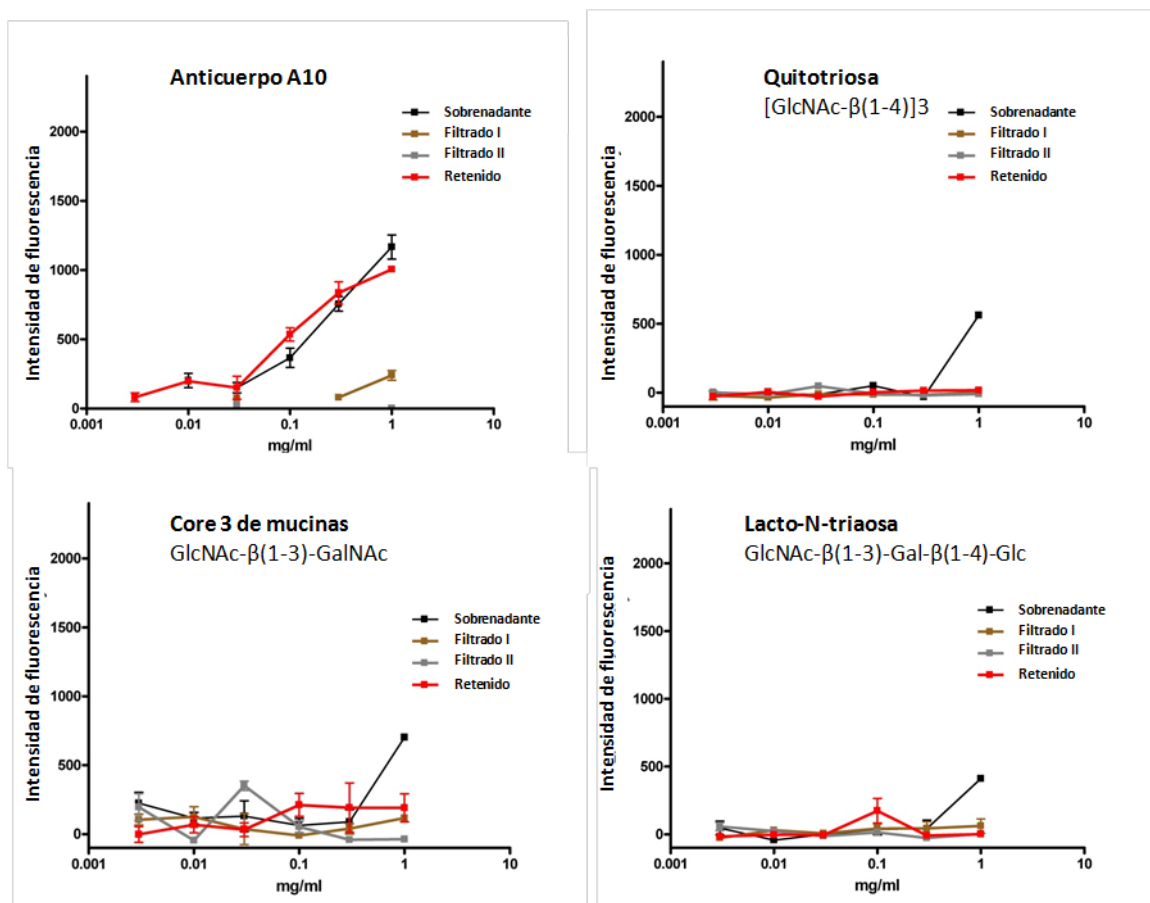 Anticuerpo A10
Sobrenadante
Filtrado I
Filtrado II
Retenido
Intensidad de fluorescencia
2000
1500
1000
500
0
0.001
0.01
0.1
1
10
mg/ml
Quitotriosa
[GlcNAc-β(1-4)]3
Sobrenadante
Filtrado I
Filtrado II
Retenido
Intensidad de fluorescencia
2000
1500
1000
500
0
0.001
0.01
0.1
1
10
mg/ml
Core 3 de mucinas
GlcNAc-β(1-3)-GalNAc
Sobrenadante
Filtrado I
Filtrado II
Retenido
Intensidad de fluorescencia
2000
1500
1000
500
0
0.001
0.01
0.1
1
10
mg/ml
Lacto-N-triaosa
GlcNAc-β(1-3)-Gal-β(1-4)-Glc
Sobrenadante
Filtrado I
Filtrado II
Retenido
Intensidad de fluorescencia
2000
1500
1000
500
0
0.001
0.01
0.1
1
10
mg/ml